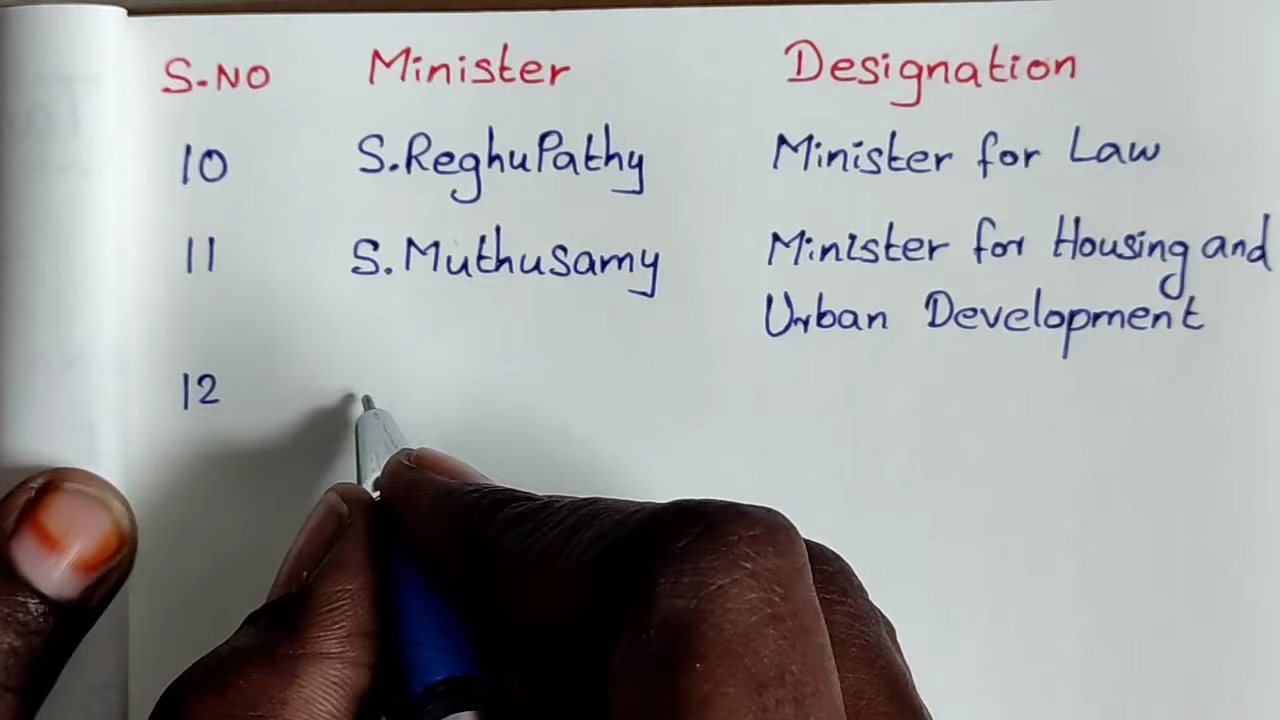 S.NO Minister Designation
10 S.ReghuPathy Minister for Law
11 S.Muthusamy Minister for Housing and
Urban Development
12